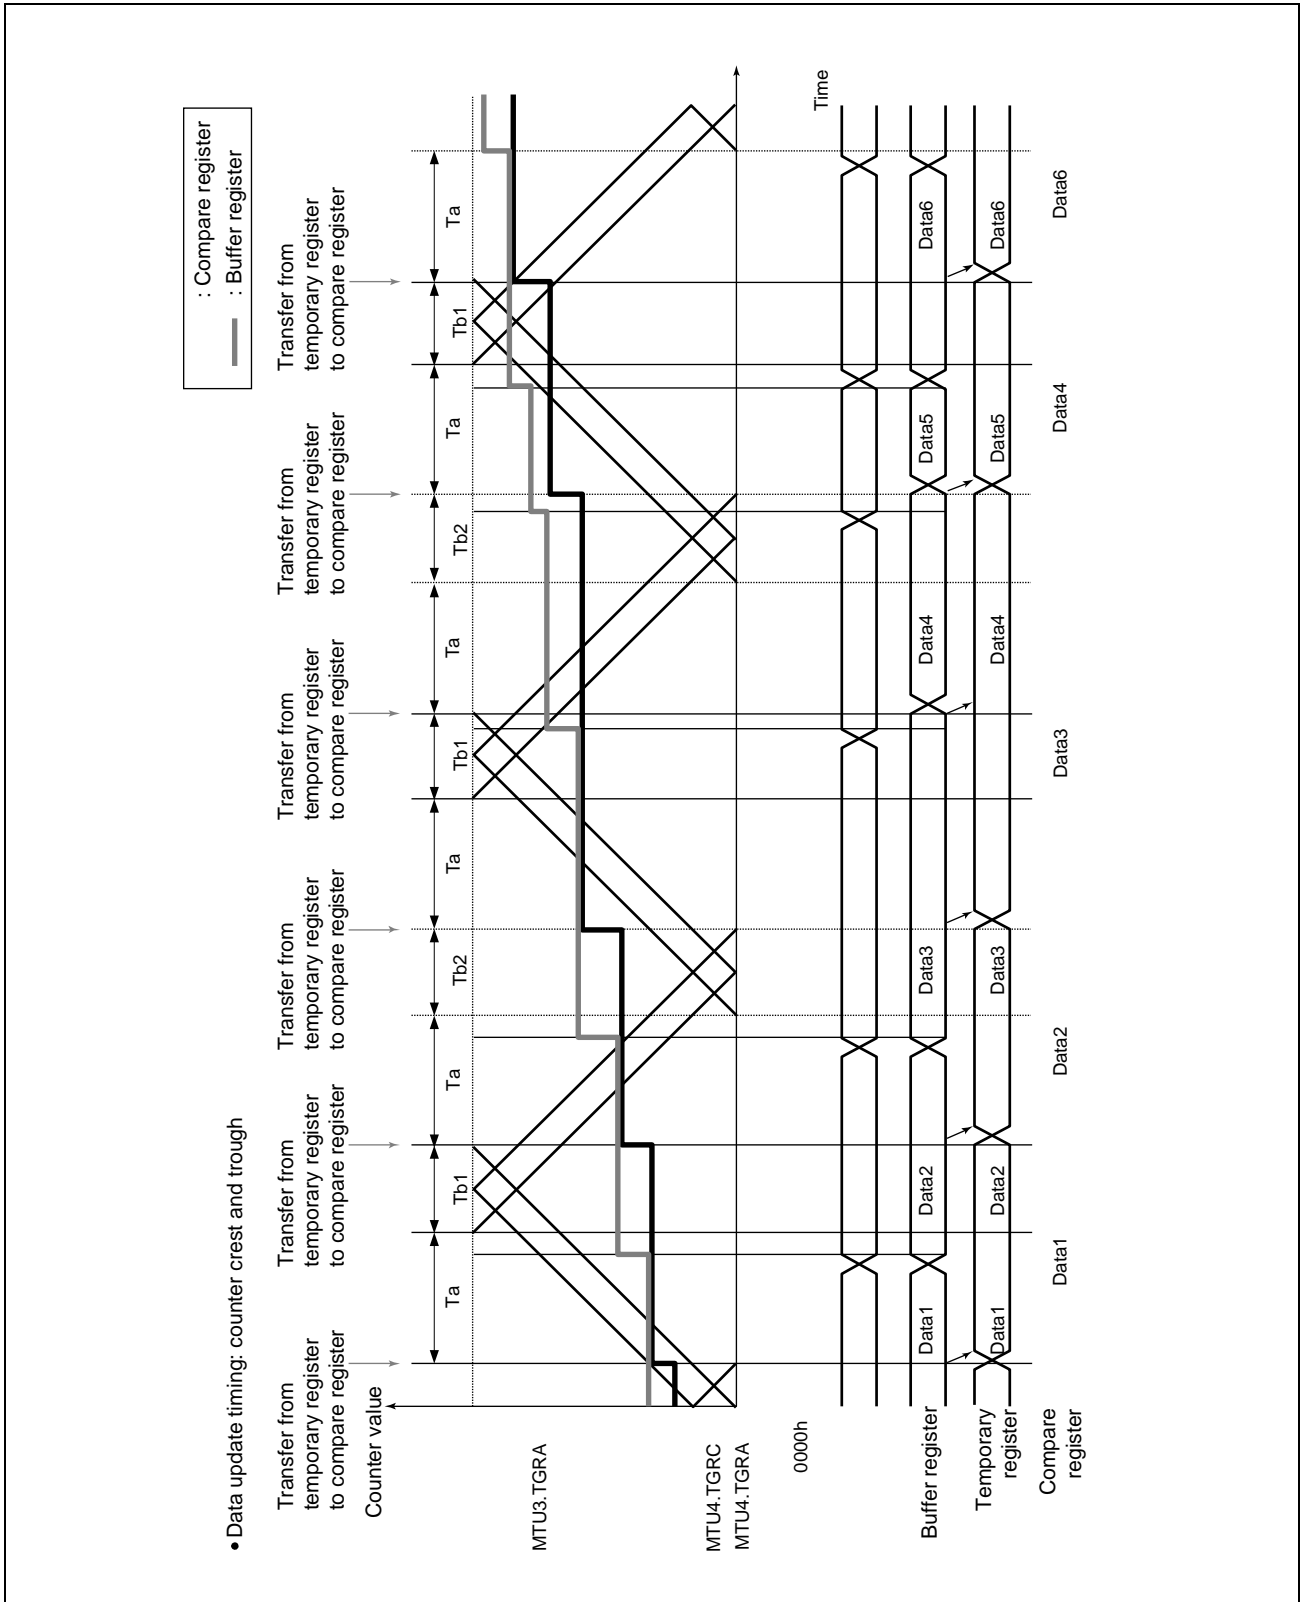 • Data update timing: counter crest and trough
: Compare register
: Buffer register
Transfer from
temporary register
to compare register
Transfer from
temporary register
to compare register
Transfer from
temporary register
to compare register
Transfer from
temporary register
to compare register
Transfer from
temporary register
to compare register
Transfer from
temporary register
to compare register
Counter value
Ta
Tb1
Ta
Tb2
Ta
Tb1
Ta
Tb2
Ta
Tb1
Ta
MTU3.TGRA
MTU4.TGRC
MTU4.TGRA
0000h
Time
Buffer register
Data1
Data2
Data3
Data4
Data5
Data6
Temporary
register
Data1
Data2
Data3
Data4
Data5
Data6
Compare
register
Data1
Data2
Data3
Data4
Data6